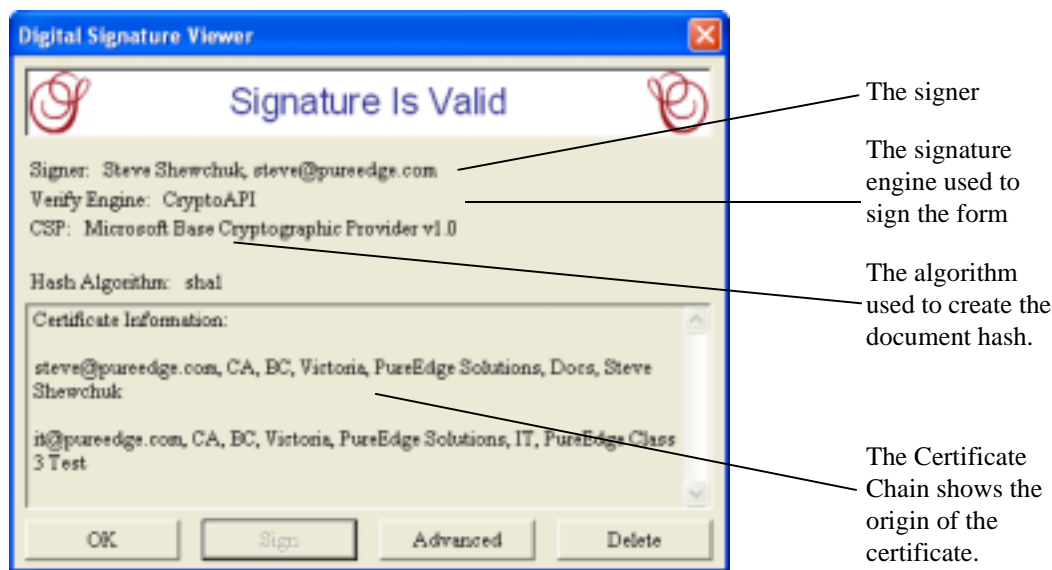 Digital Signature Viewer
Signature Is Valid
Signer: Steve Shewchuk, steve@pureedge.com
Verify Engine: CryptoAPI
CSP: Microsoft Base Cryptographic Provider v1.0
Hash Algorithm: sha1
Certificate Information:
steve@pureedge.com, CA, BC, Victoria, PureEdge Solutions, Docs, Steve
Shewchuk
it@pureedge.com, CA, BC, Victoria, PureEdge Solutions, IT, PureEdge Class
3 Test
OK
Sign
Advanced
Delete
The signer
The signature
engine used to
sign the form
The algorithm
used to create the
document hash.
The Certificate
Chain shows the
origin of the
certificate.